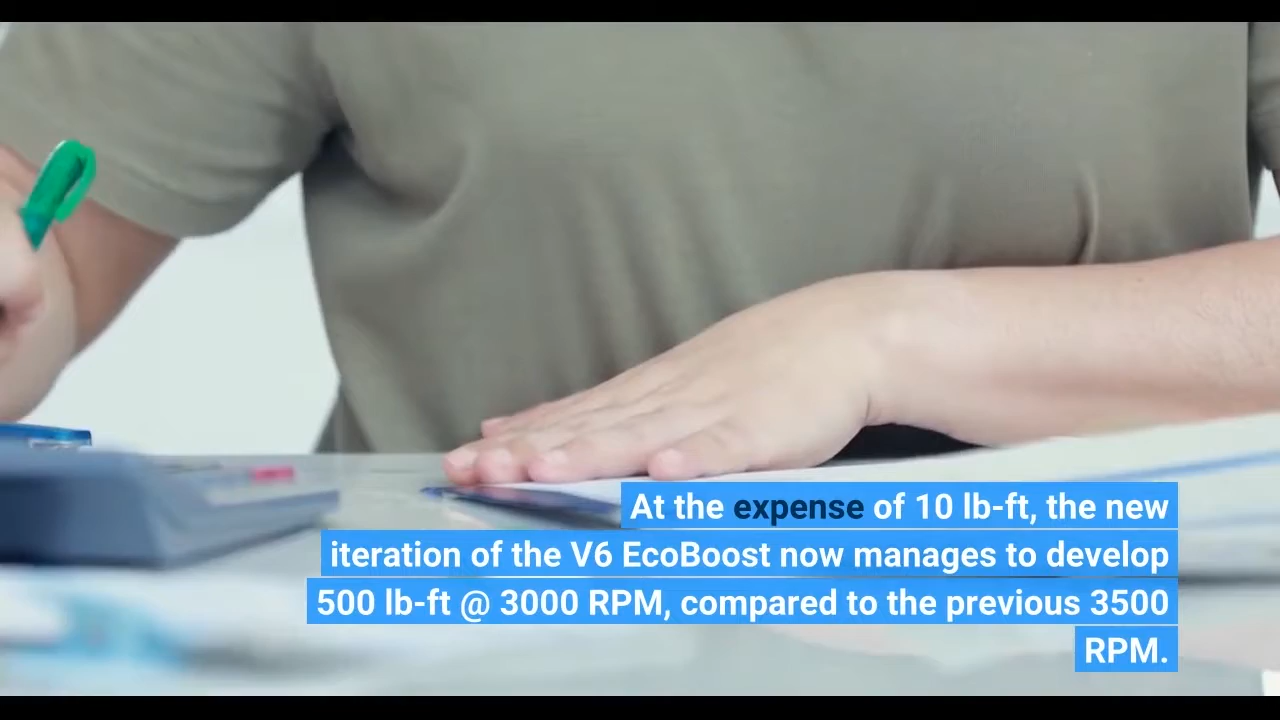 At the expense of 10 lb-ft, the new
iteration of the V6 EcoBoost now manages to develop
500 lb-ft @ 3000 RPM, compared to the previous 3500
RPM.